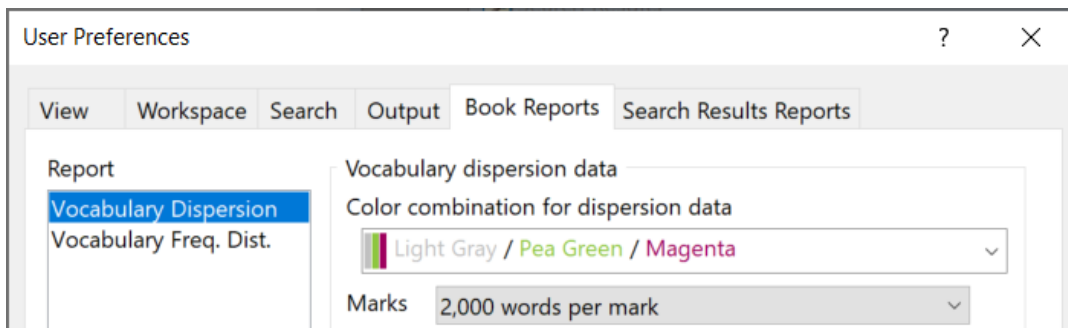 User Preferences ? ×
View Workspace Search Output Book Reports Search Results Reports
Report
Vocabulary Dispersion
Vocabulary Freq. Dist.
Vocabulary dispersion data
Color combination for dispersion data
Light Gray / Pea Green / Magenta
Marks 2,000 words per mark